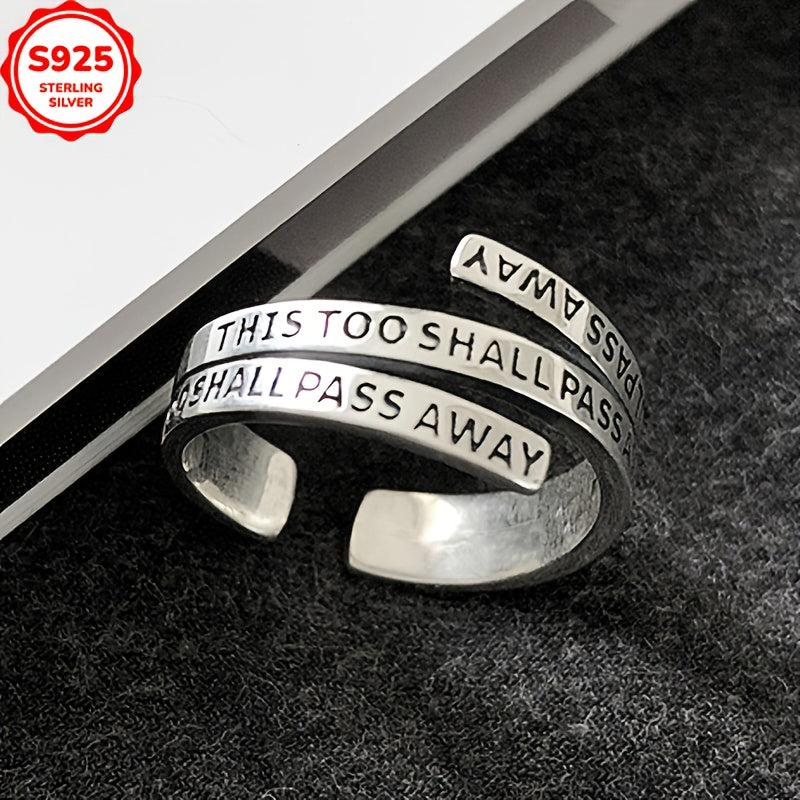 S925
STERLING
SILVER
PASS AWAY
THIS TOO SHALL PASS
SHALL PASS AWAY